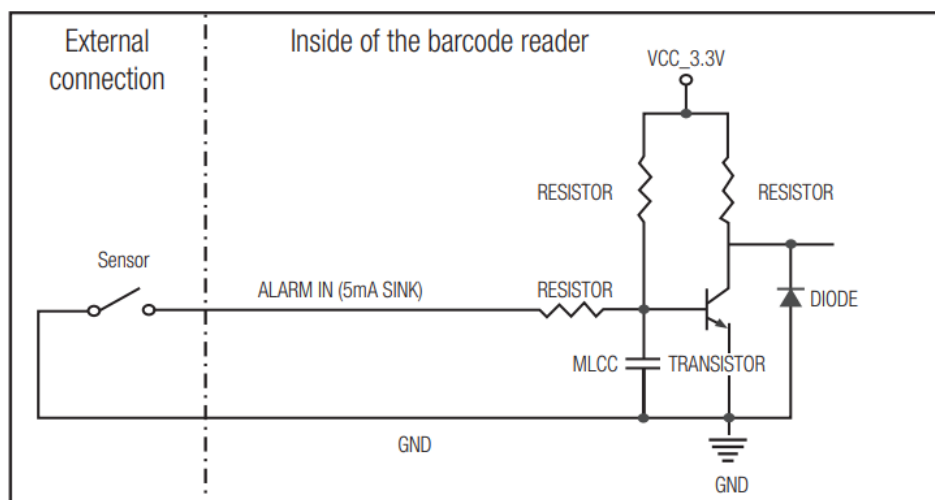 External
connection
Inside of the barcode reader
VCC_3.3V
RESISTOR
RESISTOR
Sensor
ALARM IN (5mA SINK)
RESISTOR
DIODE
MLCC
TRANSISTOR
GND
GND